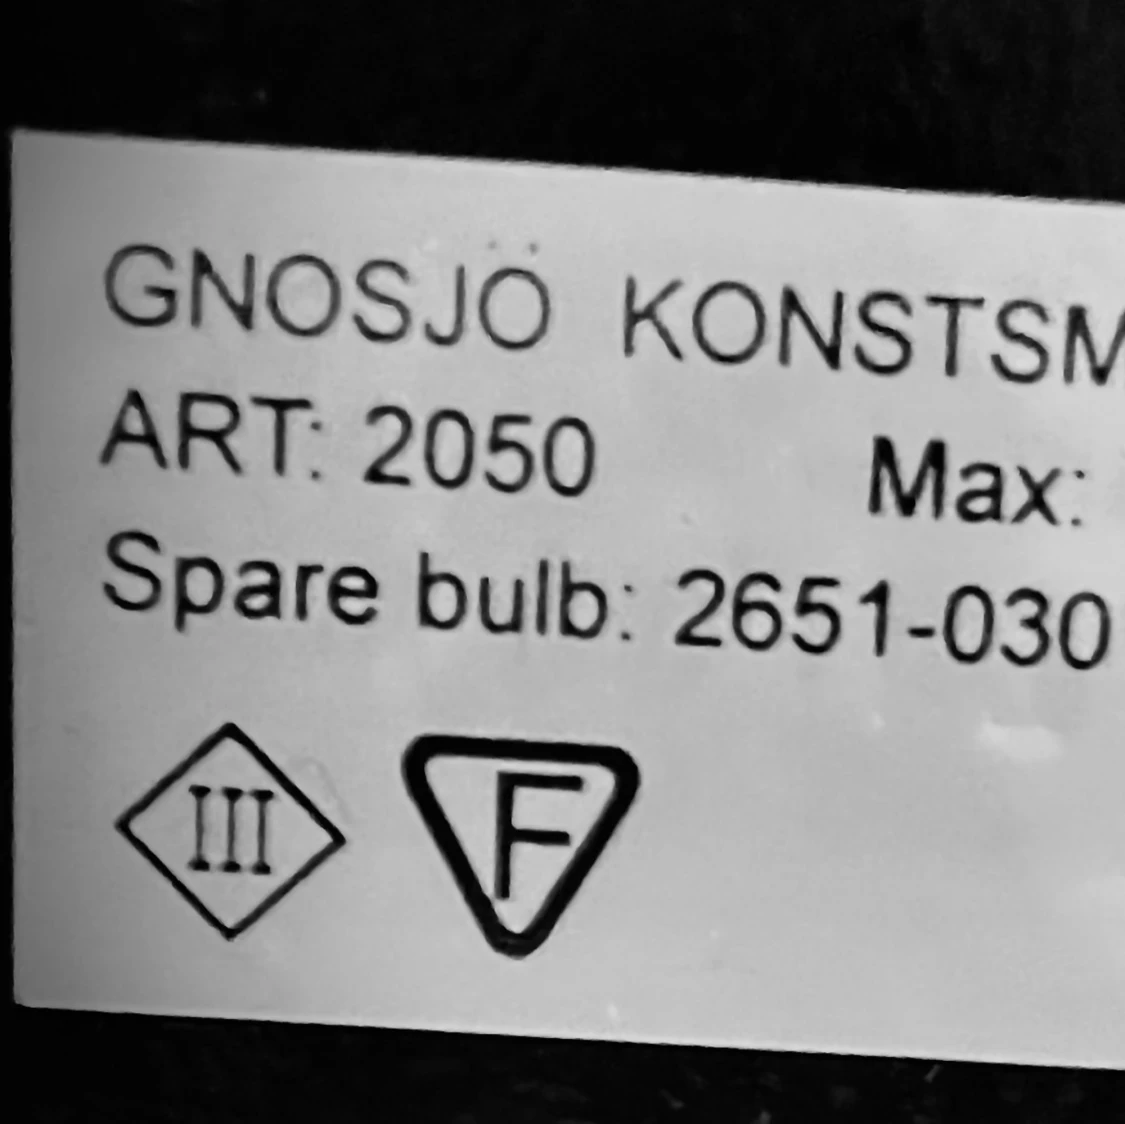 GNOSJÖ KONSTSM
ART: 2050 Max:
Spare bulb: 2651-030
III F